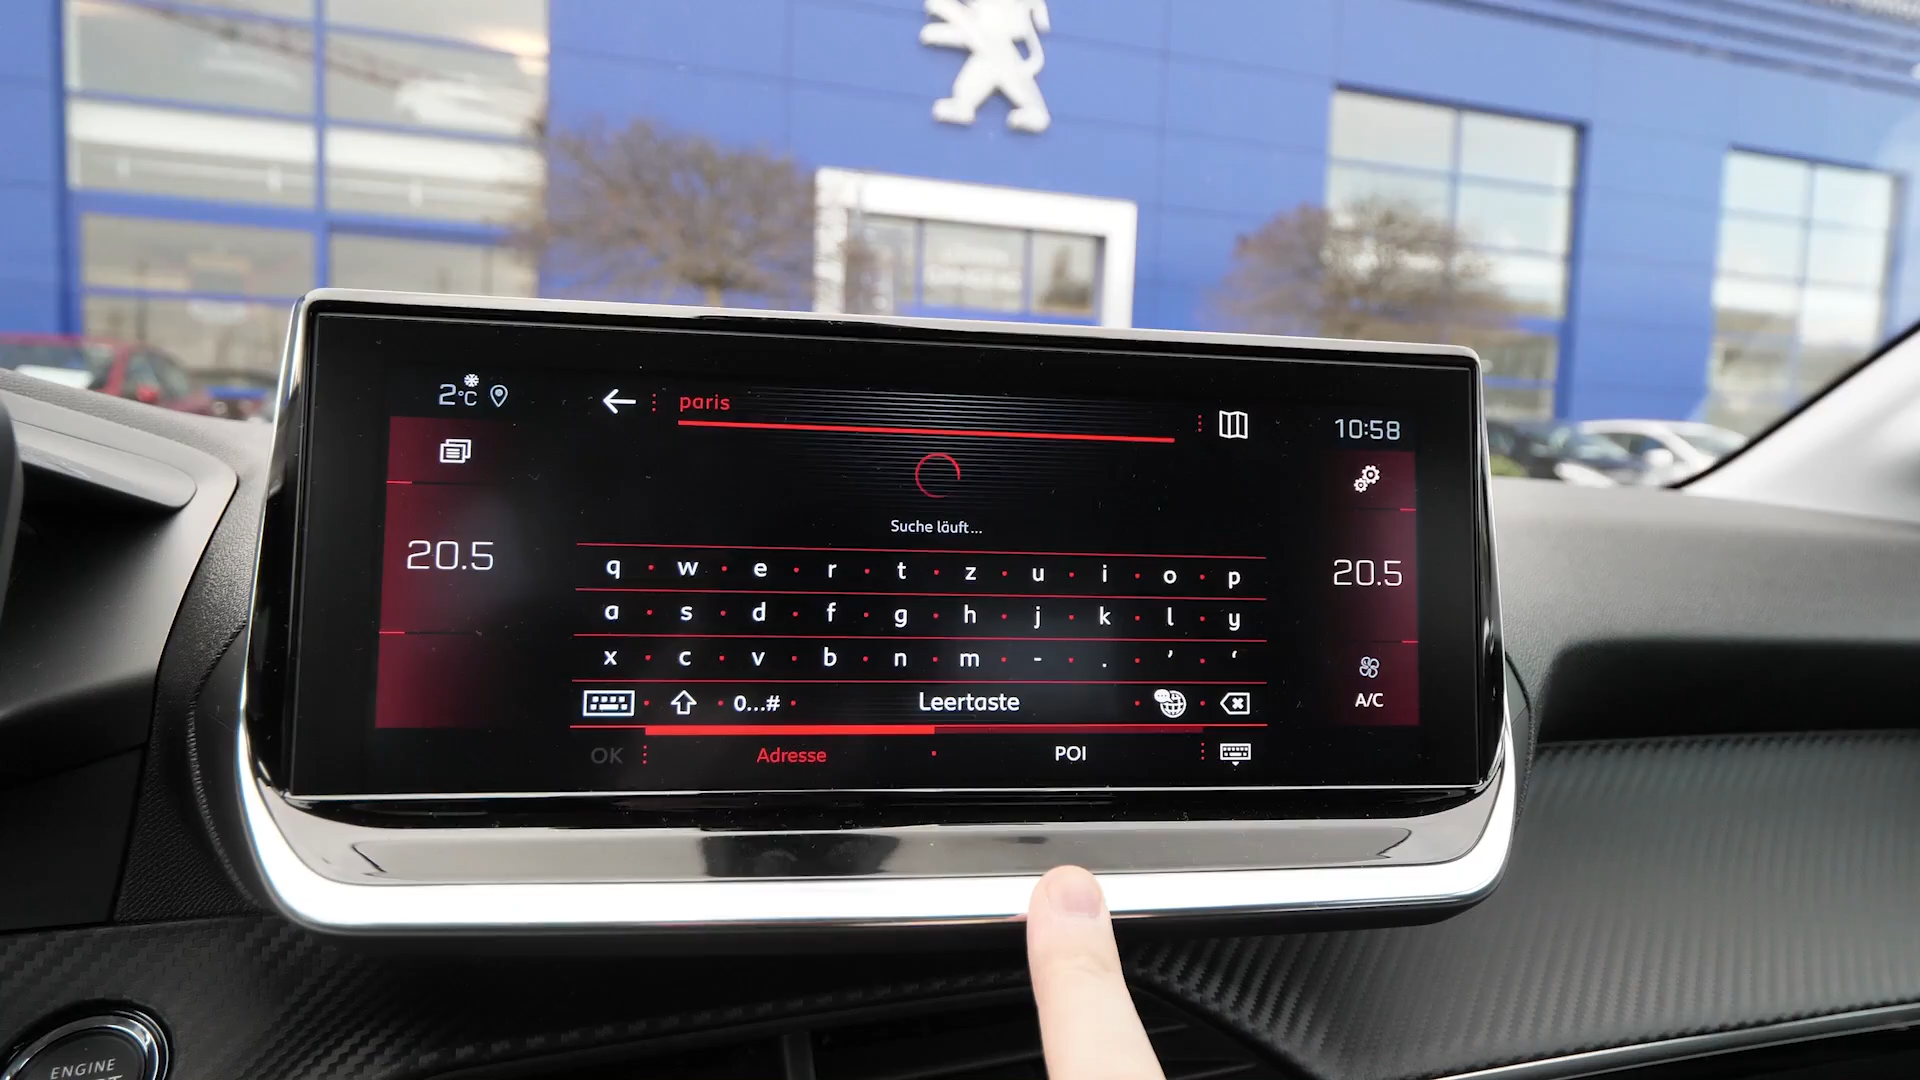 2°C
paris
10:58
Suche läuft...
20.5
20.5
q w e r t z u i o p
a s d f g h j k l y
x c v b n m - . ’ ‘
0...# Leertaste
A/C
OK Adresse POI
ENGINE